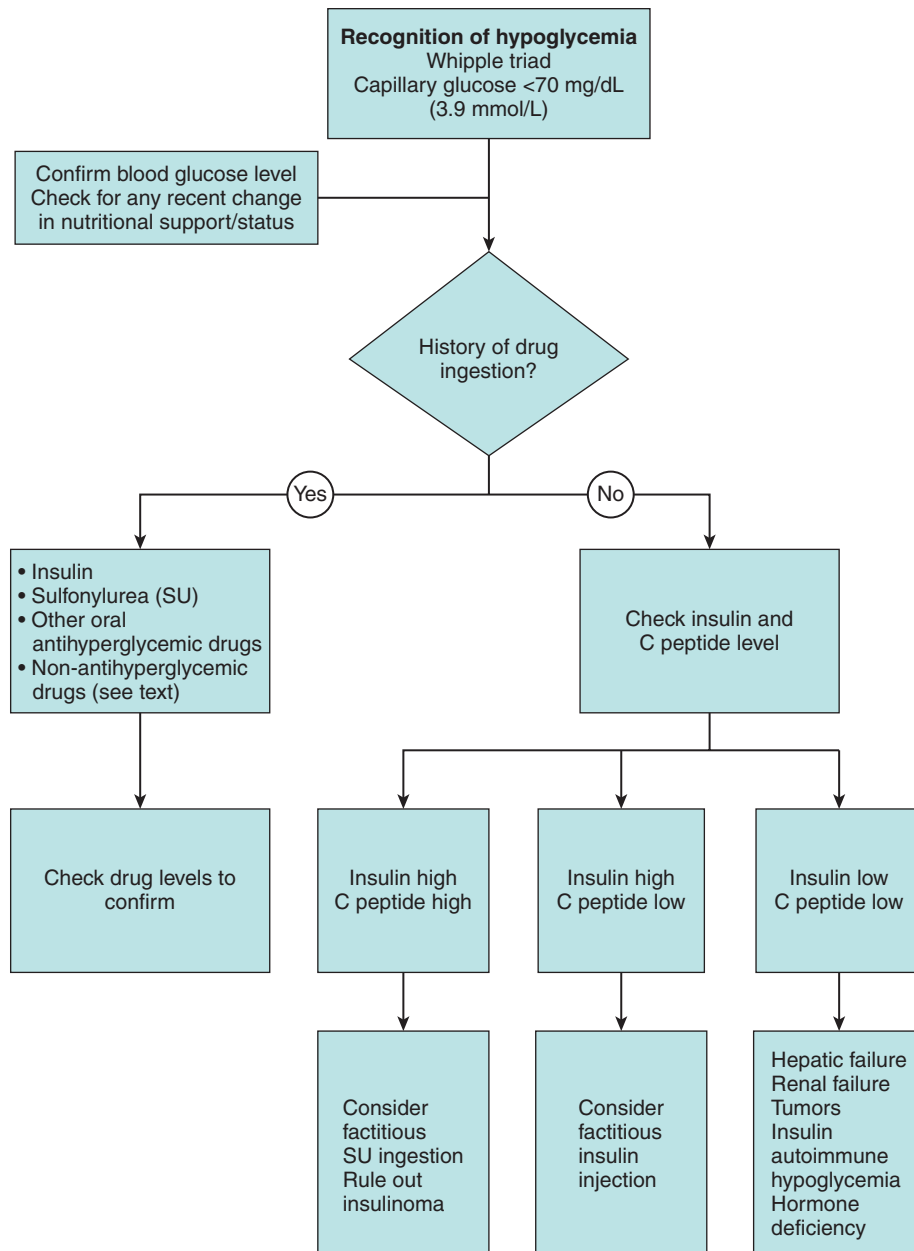 Recognition of hypoglycemia
Whipple triad
Capillary glucose <70 mg/dL
(3.9 mmol/L)
Confirm blood glucose level
Check for any recent change
in nutritional support/status
History of drug
ingestion?
Yes
No
• Insulin
• Sulfonylurea (SU)
• Other oral
antihyperglycemic drugs
• Non-antihyperglycemic
drugs (see text)
Check insulin and
C peptide level
Check drug levels to
confirm
Insulin high
C peptide high
Insulin high
C peptide low
Insulin low
C peptide low
Consider
factitious
SU ingestion
Rule out
insulinoma
Consider
factitious
insulin
injection
Hepatic failure
Renal failure
Tumors
Insulin
autoimmune
hypoglycemia
Hormone
deficiency